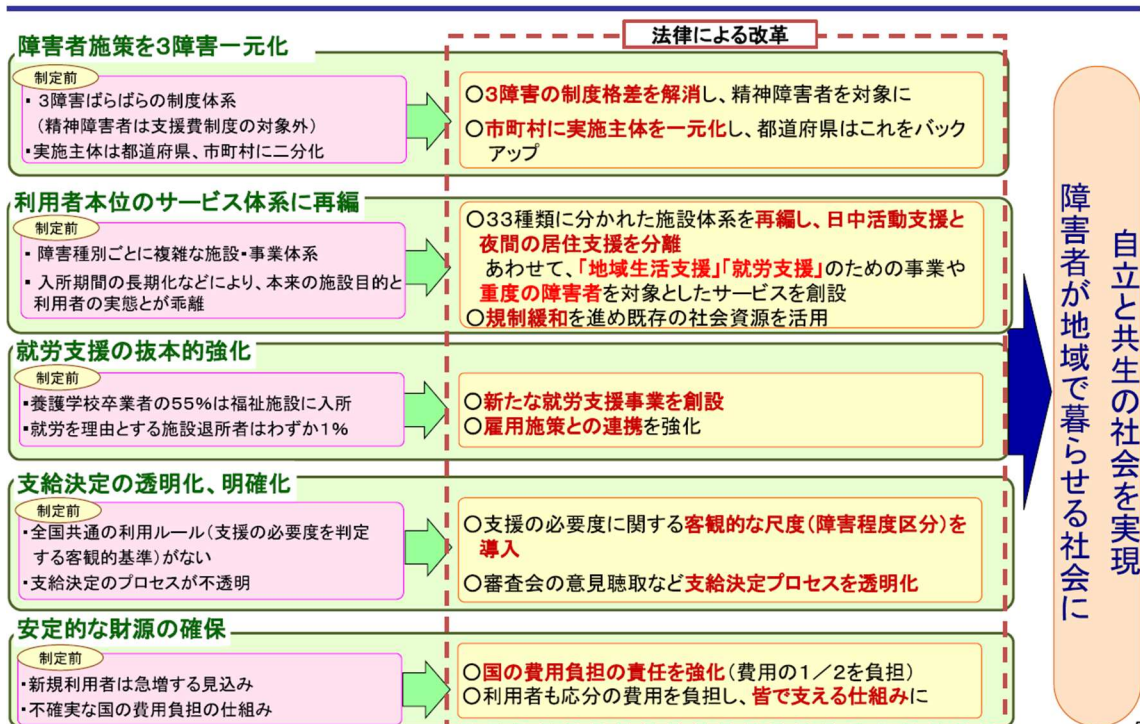 法律による改革
障害者施策を3障害一元化
制定前
・ 3障害ばらばらの制度体系
(精神障害者は支援費制度の対象外)
・実施主体は都道府県、市町村に二分化
○3障害の制度格差を解消し、精神障害者を対象に
○市町村に実施主体を一元化し、都道府県はこれをバック
アップ
利用者本位のサービス体系に再編
制定前
・ 障害種別ごとに複雑な施設・事業体系
・ 入所期間の長期化などにより、本来の施設目的と
利用者の実態とが乖離
○33種類に分かれた施設体系を再編し、日中活動支援と
夜間の居住支援を分離
あわせて、「地域生活支援」「就労支援」のための事業や
重度の障害者を対象としたサービスを創設
○規制緩和を進め既存の社会資源を活用
就労支援の抜本的強化
制定前
・養護学校卒業者の55%は福祉施設に入所
・就労を理由とする施設退所者はわずか1%
○新たな就労支援事業を創設
○雇用施策との連携を強化
支給決定の透明化、明確化
制定前
・全国共通の利用ルール(支援の必要度を判定
する客観的基準)がない
・支給決定のプロセスが不透明
○支援の必要度に関する客観的な尺度(障害程度区分)を
導入
○審査会の意見聴取など支給決定プロセスを透明化
安定的な財源の確保
制定前
・新規利用者は急増する見込み
・不確実な国の費用負担の仕組み
○国の費用負担の責任を強化(費用の1/2を負担)
○利用者も応分の費用を負担し、皆で支える仕組みに
障害者が地域で暮らせる社会に
自立と共生の社会を実現